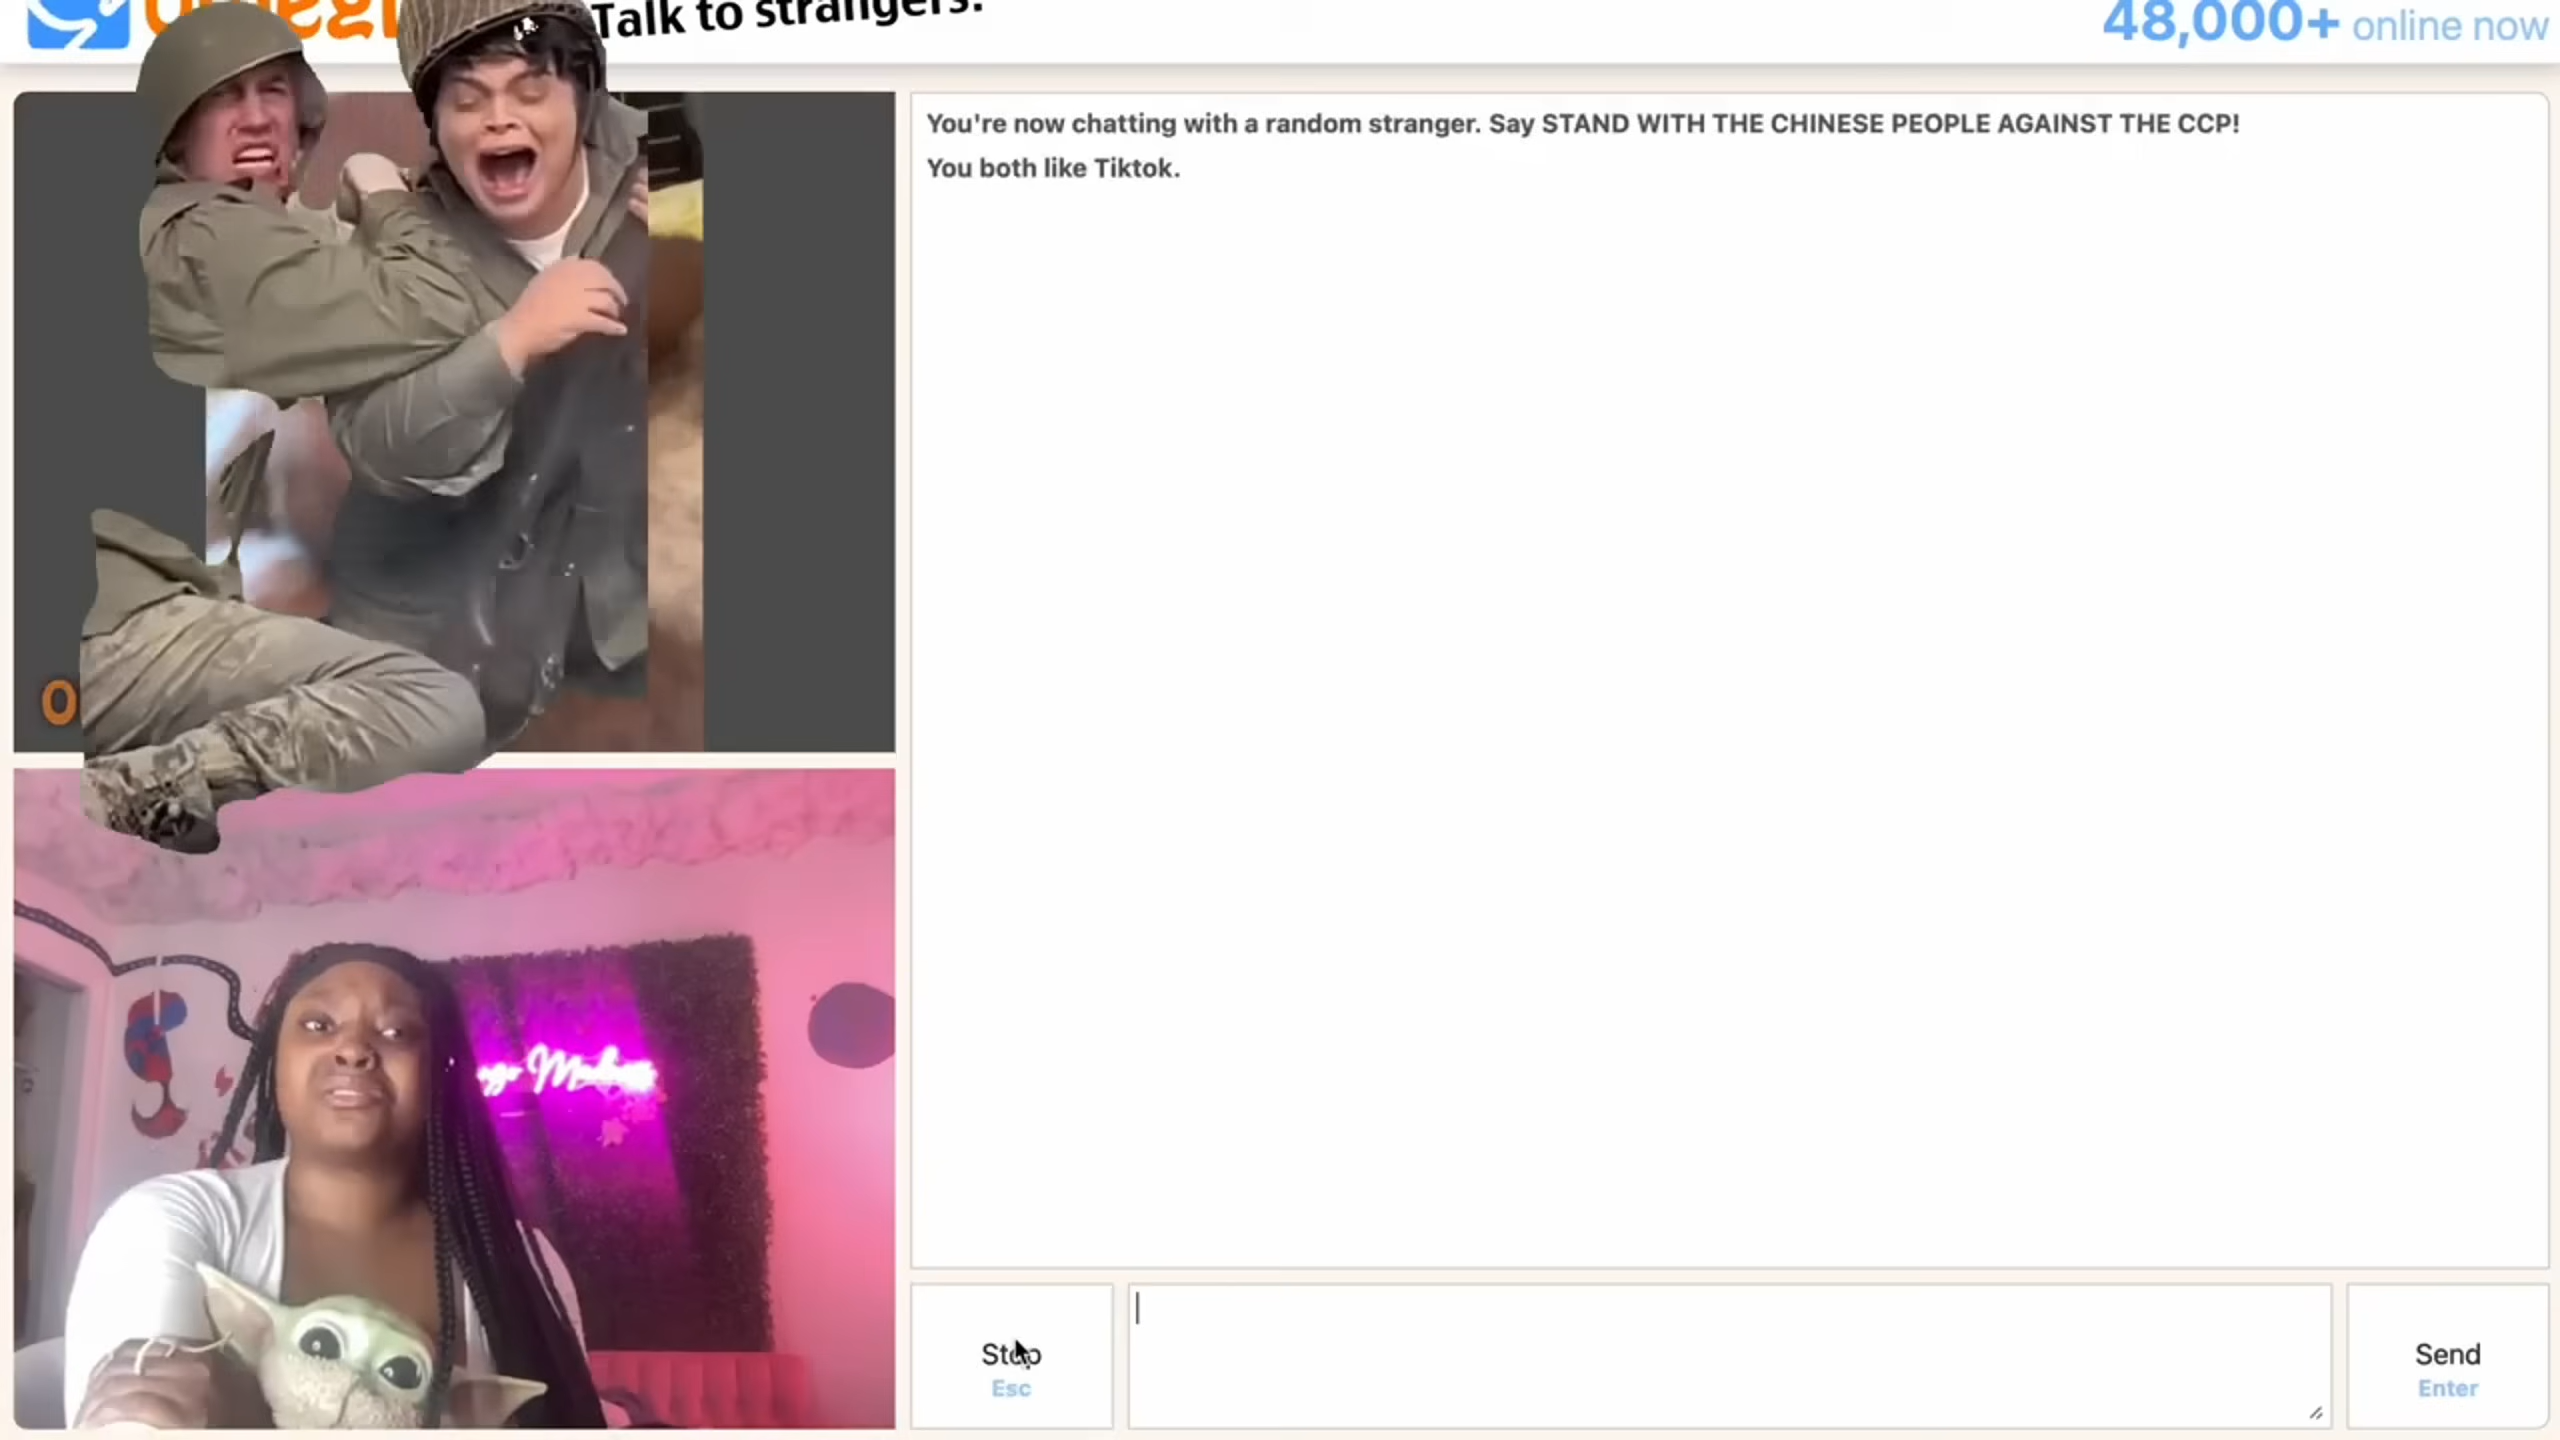 Talk to strangers!
48,000+ online now
You're now chatting with a random stranger. Say STAND WITH THE CHINESE PEOPLE AGAINST THE CCP!
You both like Tiktok.
Stop
Esc
Send
Enter